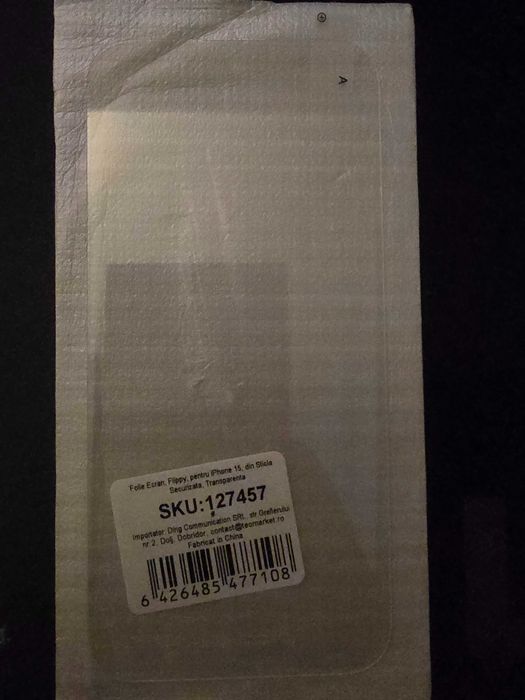 A
Folie Ecran, Flippy, pentru iPhone 15, din Sticla
Securizata, Transparenta
SKU:127457
Importator: Ding Communication SRL, str.Grefierului
nr.2, Dolj, Dobridor, contact@teomarket.ro
Fabricat in China
6 426485 477108